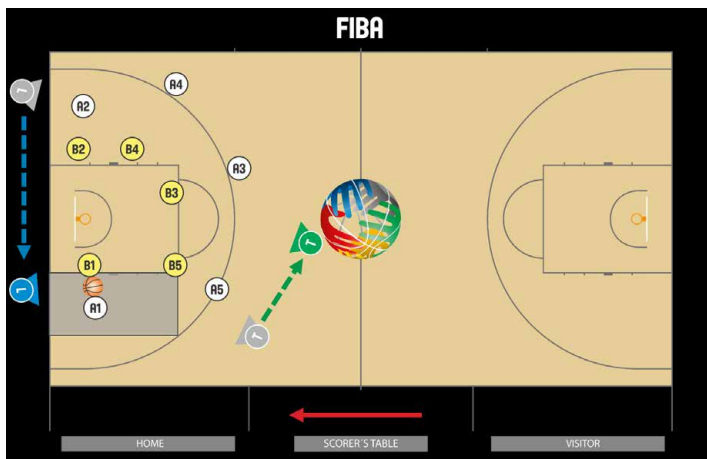 FIBA
A4
L
A2
B2 B4
A3
B3
T
B1 B5
L
A5
A1
T
HOME SCORER´S TABLE VISITOR